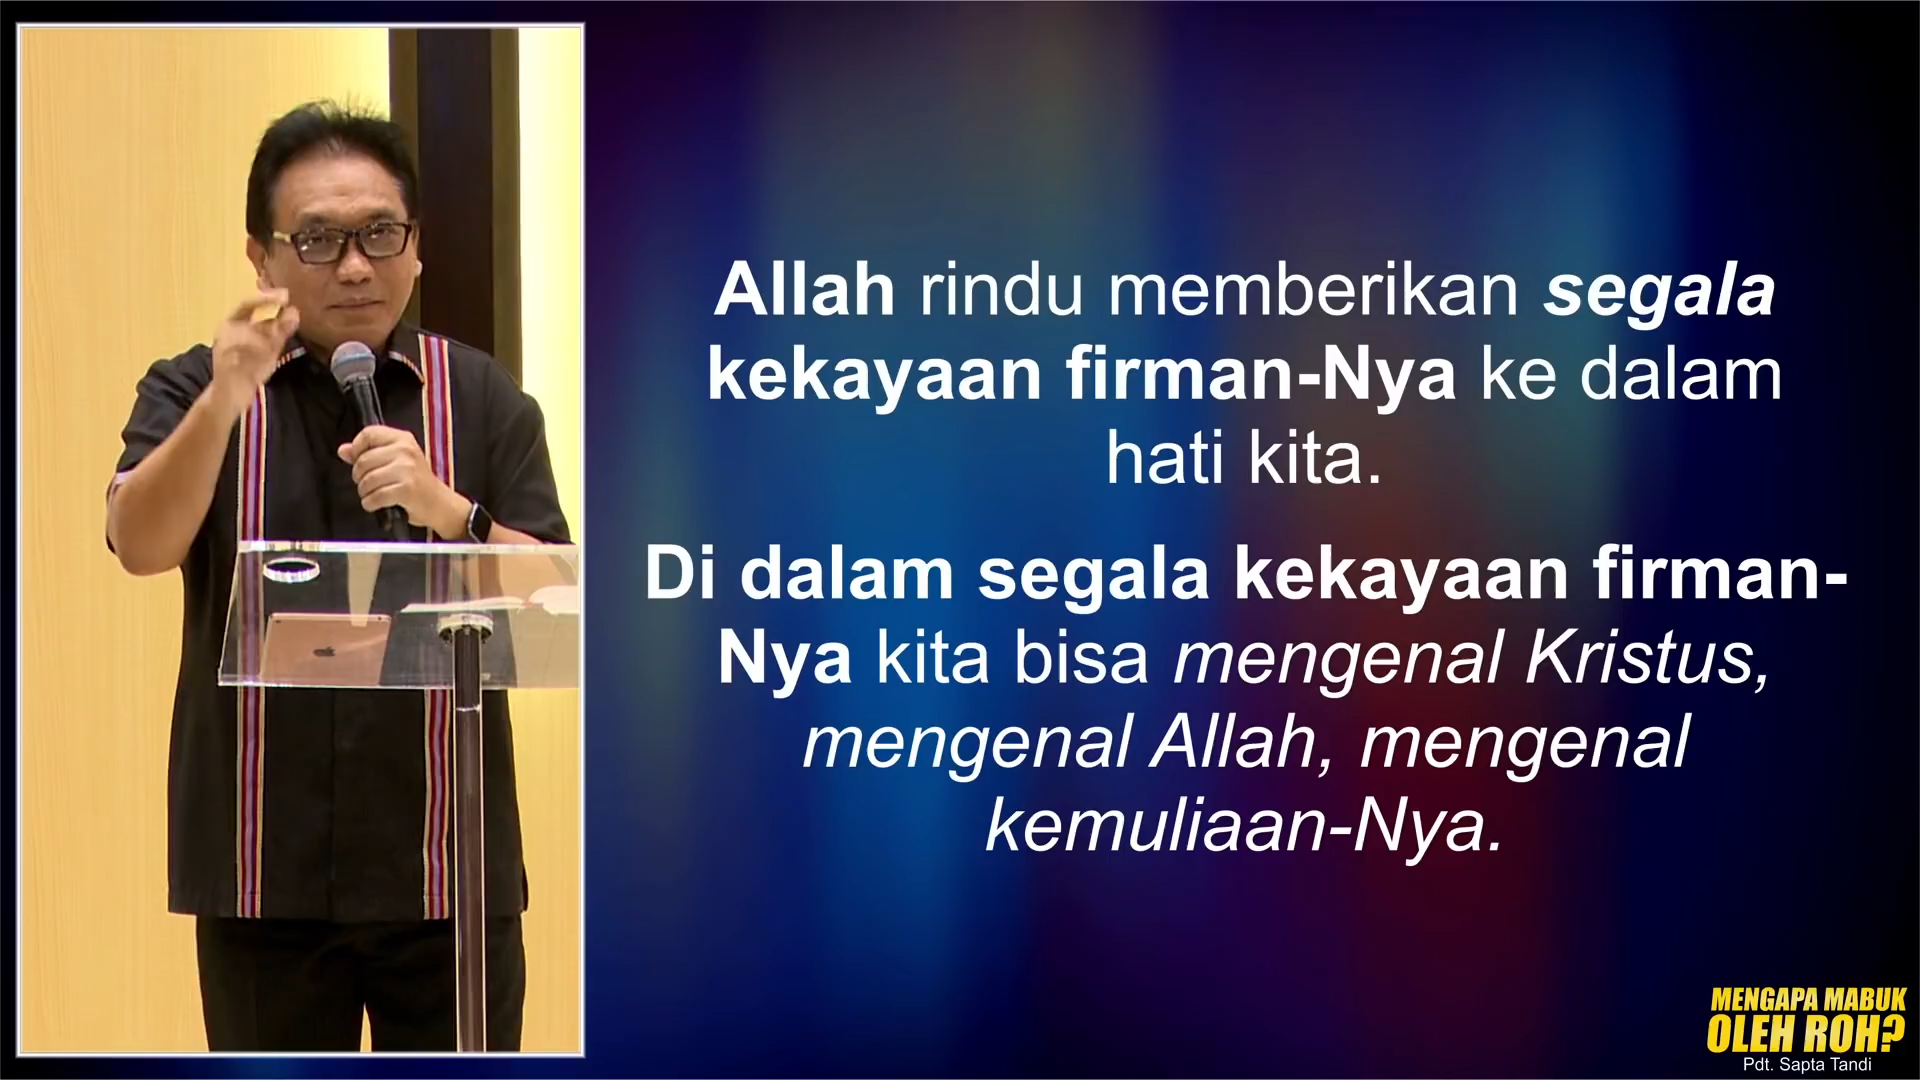 Allah rindu memberikan segala
kekayaan firman-Nya ke dalam
hati kita.
Di dalam segala kekayaan firman-
Nya kita bisa mengenal Kristus,
mengenal Allah, mengenal
kemuliaan-Nya.
MENGAPA MABUK
OLEH ROH?
Pdt. Sapta Tandi